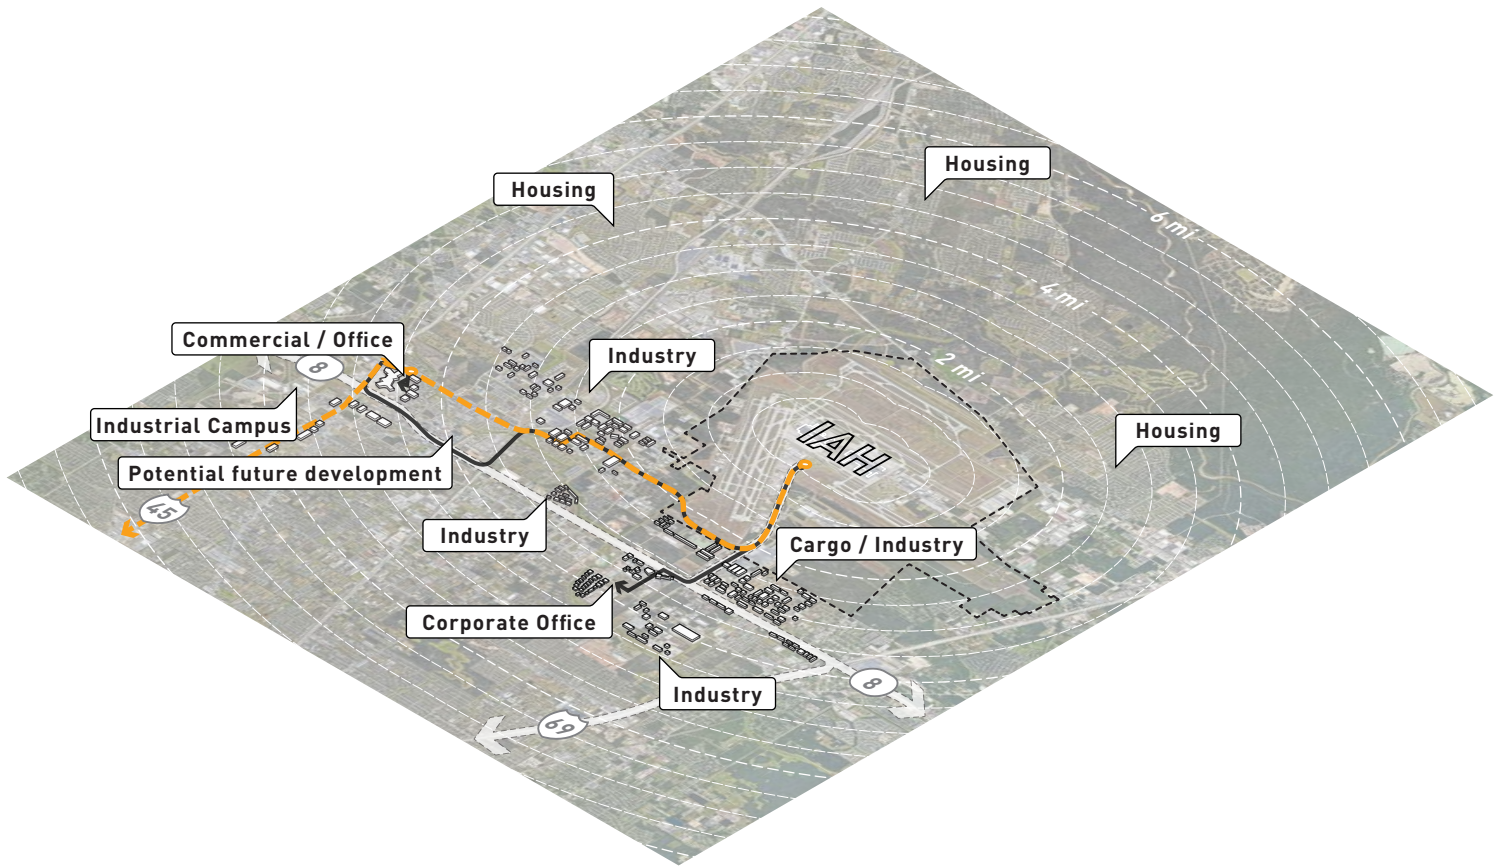 Housing
Housing
6 mi
4 mi
Commercial / Office
Industry
2 mi
8
Industrial Campus
Housing
IAH
Potential future development
45
Industry
Cargo / Industry
Corporate Office
Industry
8
69